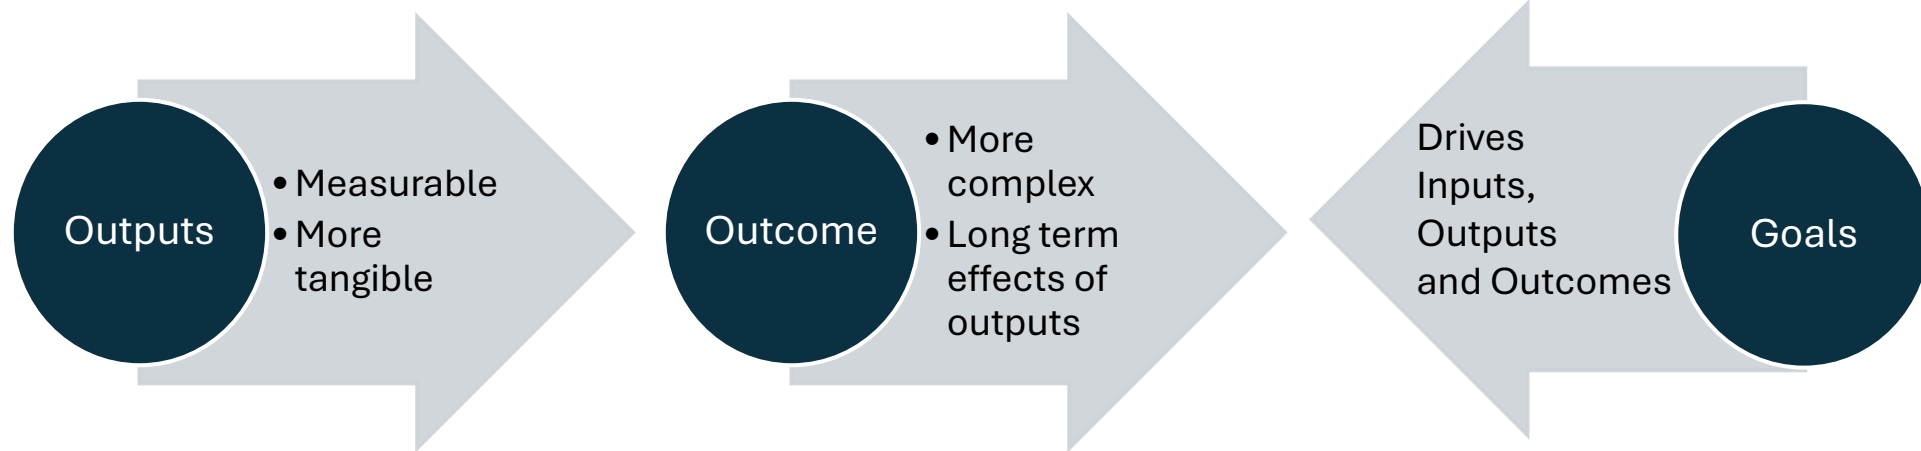 Outputs
• Measurable
• More
tangible
Outcome
• More
complex
• Long term
effects of
outputs
Drives
Inputs,
Outputs
and Outcomes
Goals